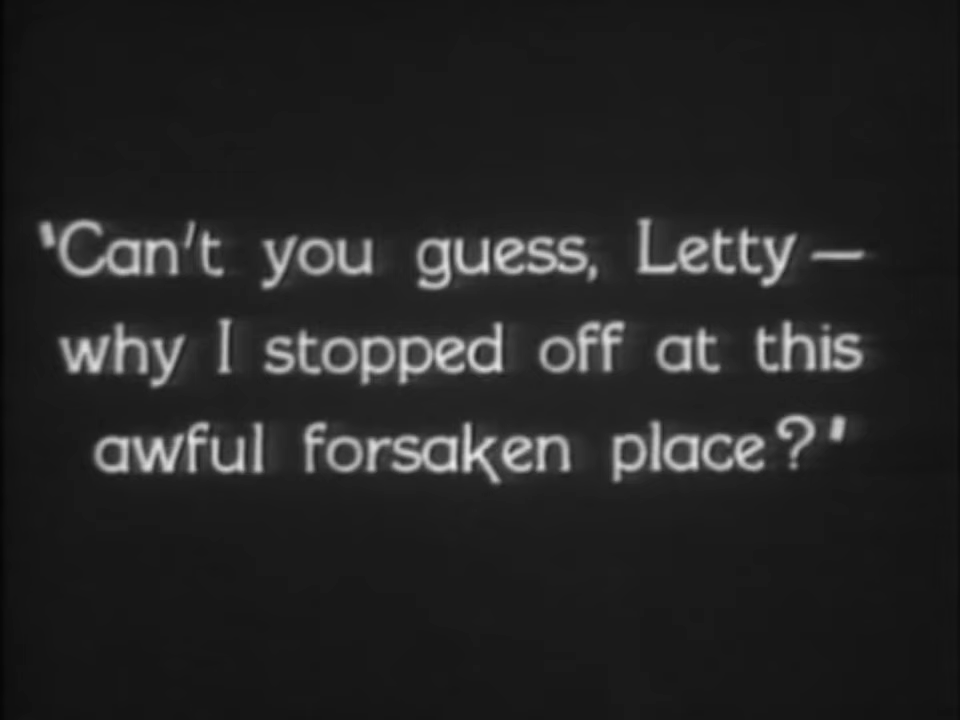 "Can't you guess, Letty—
why I stopped off at this
awful forsaken place?"